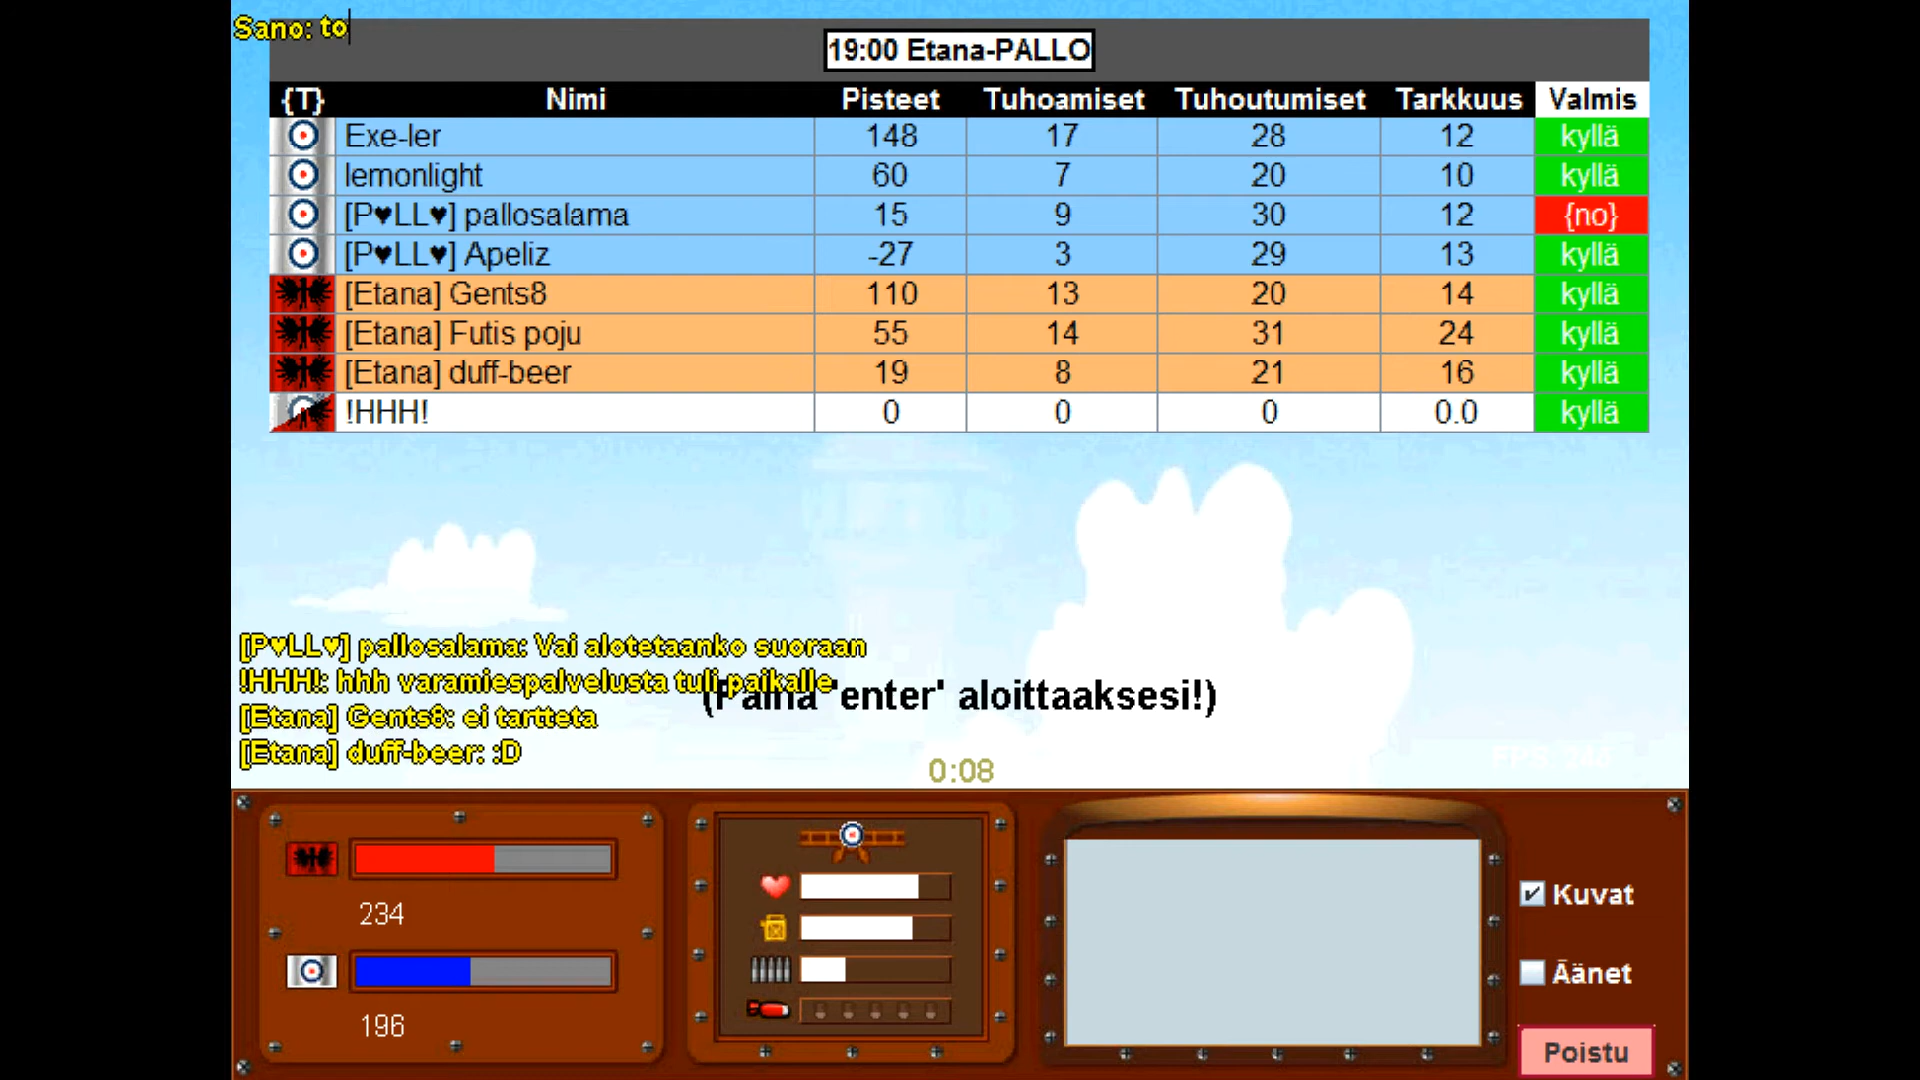 Sano: to
19:00 Etana-PALLO
{T} Nimi Pisteet Tuhoamiset Tuhoutumiset Tarkkuus Valmis
Exe-ler 148 17 28 12 kyllä
lemonlight 60 7 20 10 kyllä
[P♥LL♥] pallosalama 15 9 30 12 {no}
[P♥LL♥] Apeliz -27 3 29 13 kyllä
[Etana] Gents8 110 13 20 14 kyllä
[Etana] Futis poju 55 14 31 24 kyllä
[Etana] duff-beer 19 8 21 16 kyllä
!HHH! 0 0 0 0.0 kyllä
[P♥LL♥] pallosalama: Vai alotetaanko suoraan
!HHH!: hhh varamiespalvelusta tuli paikalle
(Paina 'enter' aloittaaksesi!)
[Etana] Gents8: ei tartteta
[Etana] duff-beer: :D
0:08
234
196
Kuvat
Äänet
Poistu